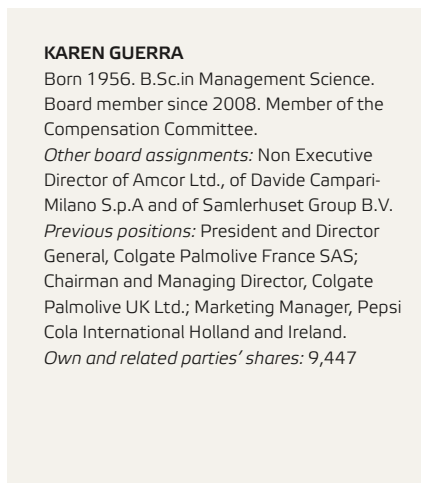 KAREN GUERRA
Born 1956. B.Sc.in Management Science.
Board member since 2008. Member of the
Compensation Committee.
Other board assignments: Non Executive
Director of Amcor Ltd., of Davide Campari-
Milano S.p.A and of Samlerhuset Group B.V.
Previous positions: President and Director
General, Colgate Palmolive France SAS;
Chairman and Managing Director, Colgate
Palmolive UK Ltd.; Marketing Manager, Pepsi
Cola International Holland and Ireland.
Own and related parties’ shares: 9,447